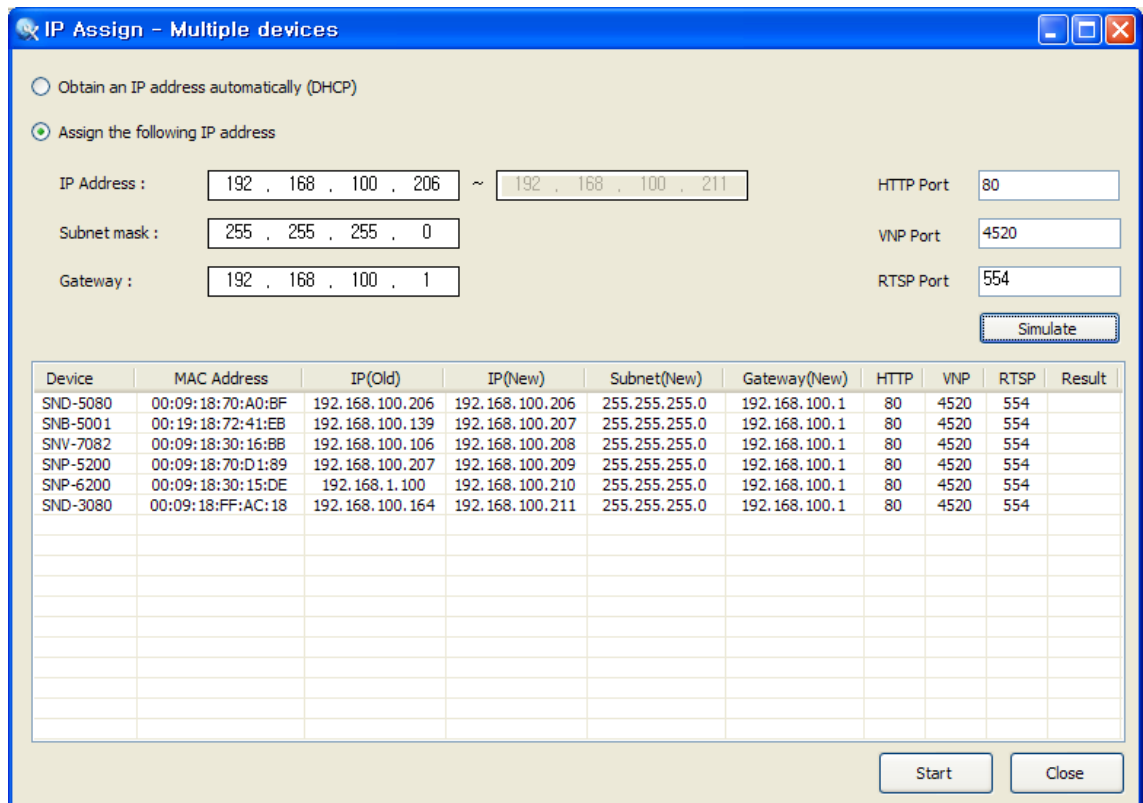 IP Assign - Multiple devices
Obtain an IP address automatically (DHCP)
Assign the following IP address
IP Address : 192 . 168 . 100 . 206 ~ 192 . 168 . 100 . 211 HTTP Port 80
Subnet mask : 255 . 255 . 255 . 0 VNP Port 4520
Gateway : 192 . 168 . 100 . 1 RTSP Port 554
Simulate
Device MAC Address IP(Old) IP(New) Subnet(New) Gateway(New) HTTP VNP RTSP Result
SND-5080 00:09:18:70:A0:BF 192.168.100.206 192.168.100.206 255.255.255.0 192.168.100.1 80 4520 554
SNB-5001 00:19:18:72:41:EB 192.168.100.139 192.168.100.207 255.255.255.0 192.168.100.1 80 4520 554
SNV-7082 00:09:18:30:16:BB 192.168.100.106 192.168.100.208 255.255.255.0 192.168.100.1 80 4520 554
SNP-5200 00:09:18:70:D1:89 192.168.100.207 192.168.100.209 255.255.255.0 192.168.100.1 80 4520 554
SNP-6200 00:09:18:30:15:DE 192.168.1.100 192.168.100.210 255.255.255.0 192.168.100.1 80 4520 554
SND-3080 00:09:18:FF:AC:18 192.168.100.164 192.168.100.211 255.255.255.0 192.168.100.1 80 4520 554
Start Close